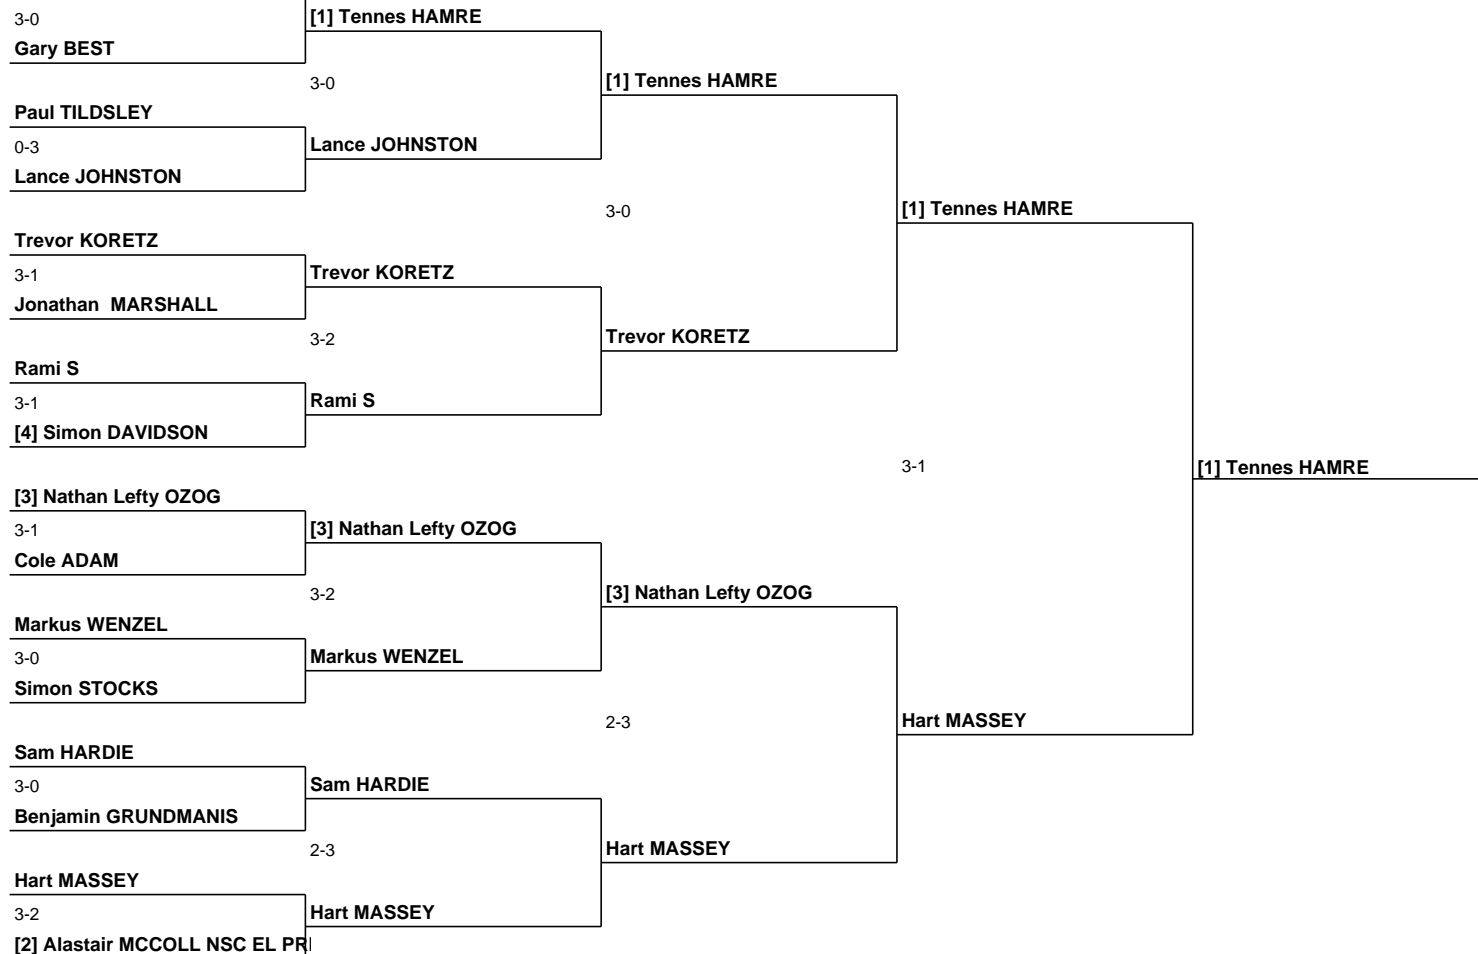 3-0
Gary BEST
Paul TILDSLEY
0-3
Lance JOHNSTON
Trevor KORETZ
3-1
Jonathan MARSHALL
Rami S
3-1
[4] Simon DAVIDSON
[3] Nathan Lefty OZOG
3-1
Cole ADAM
Markus WENZEL
3-0
Simon STOCKS
Sam HARDIE
3-0
Benjamin GRUNDMANIS
Hart MASSEY
3-2
[2] Alastair MCCOLL NSC EL
[1] Tennes HAMRE
3-0
Lance JOHNSTON
Trevor KORETZ
3-2
Rami S
[3] Nathan Lefty OZOG
3-2
Markus WENZEL
Sam HARDIE
2-3
Hart MASSEY
[1] Tennes HAMRE
3-0
Trevor KORETZ
[3] Nathan Lefty OZOG
2-3
Hart MASSEY
[1] Tennes HAMRE
3-1
Hart MASSEY
[1] Tennes HAMRE